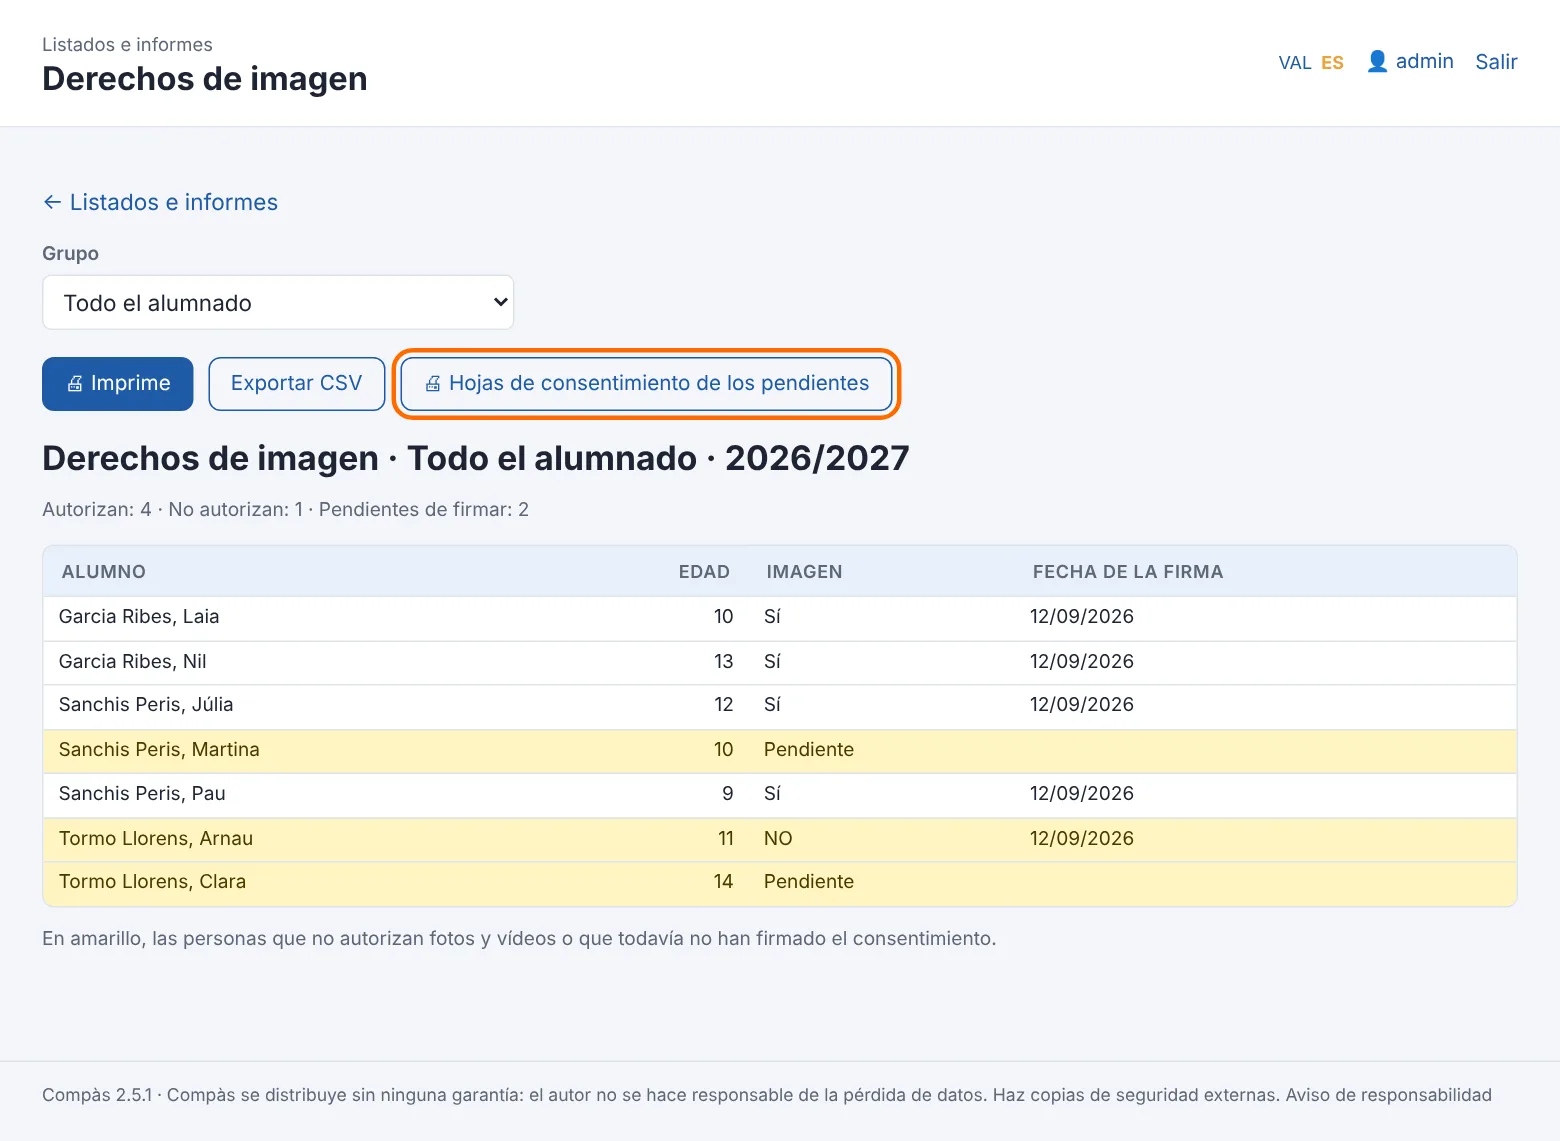 Listados e informes
Derechos de imagen
VAL ES admin Salir
← Listados e informes
Grupo
Todo el alumnado
Imprime Exportar CSV Hojas de consentimiento de los pendientes
Derechos de imagen · Todo el alumnado · 2026/2027
Autorizan: 4 · No autorizan: 1 · Pendientes de firmar: 2
ALUMNO EDAD IMAGEN FECHA DE LA FIRMA
Garcia Ribes, Laia 10 Sí 12/09/2026
Garcia Ribes, Nil 13 Sí 12/09/2026
Sanchis Peris, Júlia 12 Sí 12/09/2026
Sanchis Peris, Martina 10 Pendiente
Sanchis Peris, Pau 9 Sí 12/09/2026
Tormo Llorens, Arnau 11 NO 12/09/2026
Tormo Llorens, Clara 14 Pendiente
En amarillo, las personas que no autorizan fotos y vídeos o que todavía no han firmado el consentimiento.
Compàs 2.5.1 · Compàs se distribuye sin ninguna garantía: el autor no se hace responsable de la pérdida de datos. Haz copias de seguridad externas. Aviso de responsabilidad